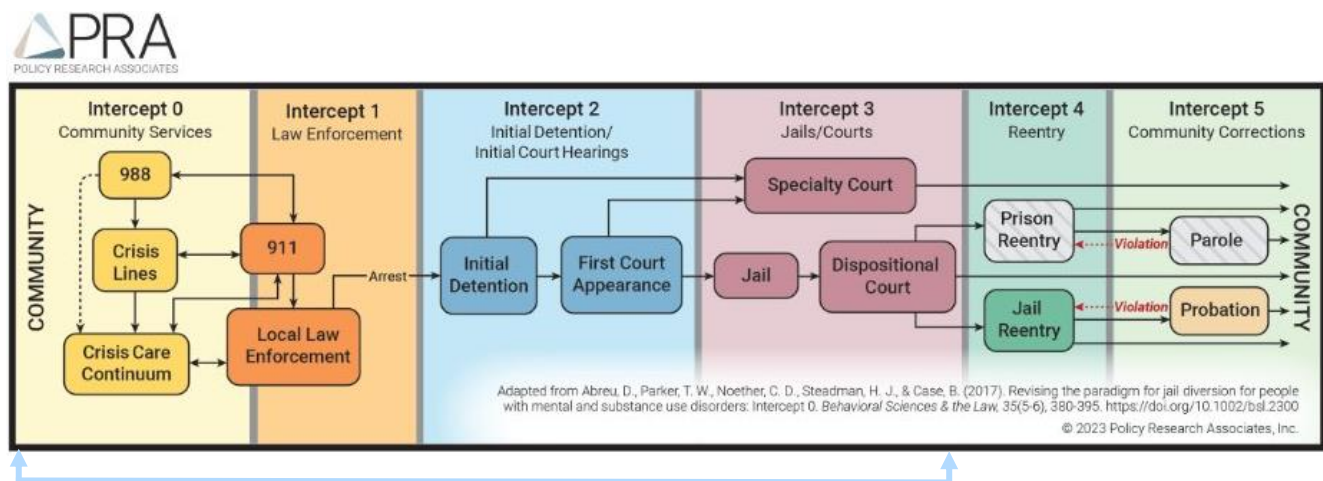 PRA
POLICY RESEARCH ASSOCIATES
Intercept 0
Community Services
Intercept 1
Law Enforcement
Intercept 2
Initial Detention/
Initial Court Hearings
Intercept 3
Jails/Courts
Intercept 4
Reentry
Intercept 5
Community Corrections
COMMUNITY
988
Crisis
Lines
Crisis Care
Continuum
911
Local Law
Enforcement
Arrest
Initial
Detention
First Court
Appearance
Specialty Court
Jail
Dispositional
Court
Prison
Reentry
Violation
Parole
Jail
Reentry
Violation
Probation
COMMUNITY
Adapted from Abreu, D., Parker, T. W., Noether, C. D., Steadman, H. J., & Case, B. (2017). Revising the paradigm for jail diversion for people
with mental and substance use disorders: Intercept 0. Behavioral Sciences & the Law, 35(5-6), 380-395. https://doi.org/10.1002/bsl.2300
© 2023 Policy Research Associates, Inc.